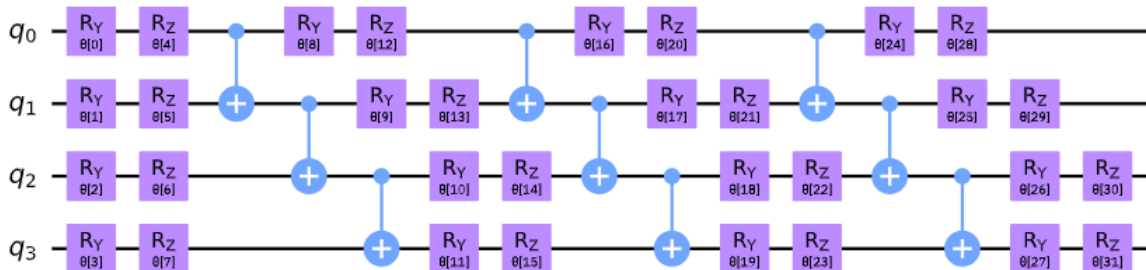 q0 RY θ[0] RZ θ[4] RY θ[8] RZ θ[12] RY θ[16] RZ θ[20] RY θ[24] RZ θ[28]
q1 RY θ[1] RZ θ[5] RY θ[9] RZ θ[13] RY θ[17] RZ θ[21] RY θ[25] RZ θ[29]
q2 RY θ[2] RZ θ[6] RY θ[10] RZ θ[14] RY θ[18] RZ θ[22] RY θ[26] RZ θ[30]
q3 RY θ[3] RZ θ[7] RY θ[11] RZ θ[15] RY θ[19] RZ θ[23] RY θ[27] RZ θ[31]